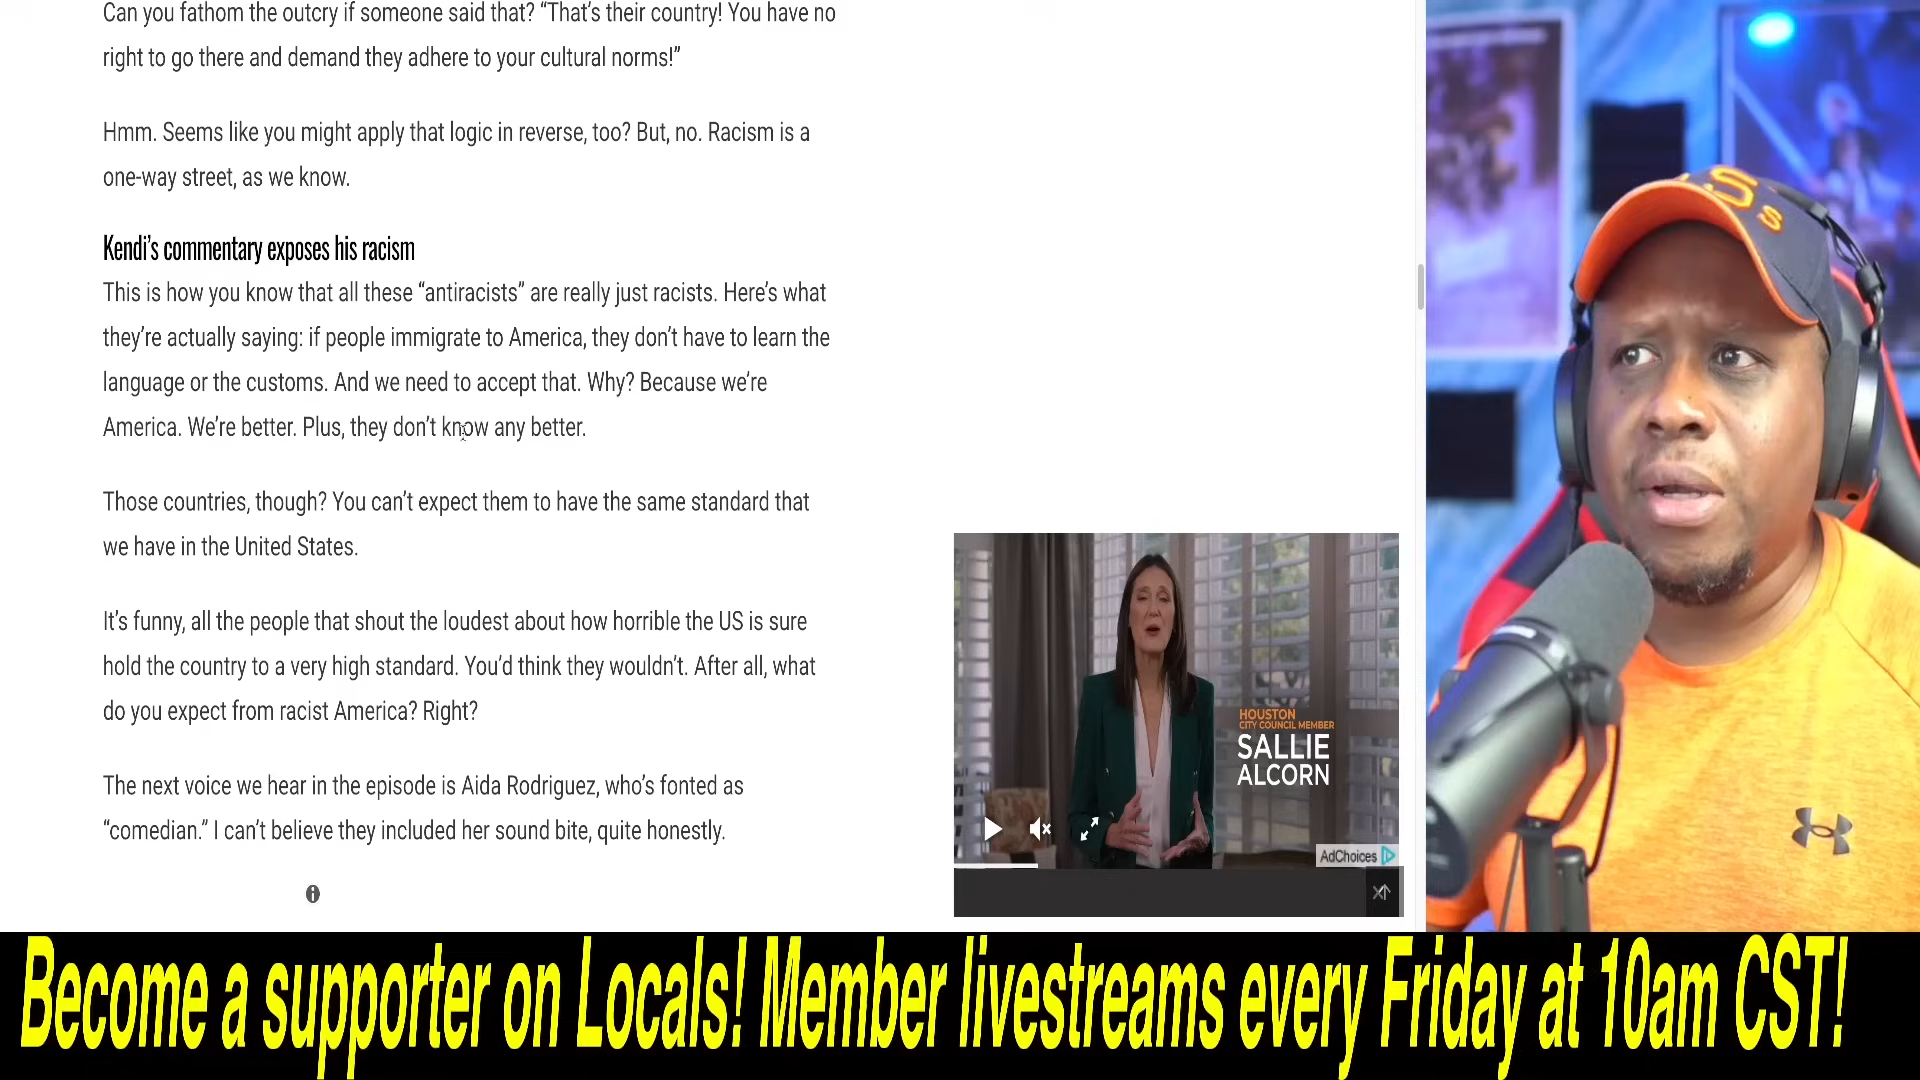 Can you fathom the outcry if someone said that? “That’s their country! You have no
right to go there and demand they adhere to your cultural norms!”
Hmm. Seems like you might apply that logic in reverse, too? But, no. Racism is a
one-way street, as we know.
Kendi’s commentary exposes his racism
This is how you know that all these “antiracists” are really just racists. Here’s what
they’re actually saying: if people immigrate to America, they don’t have to learn the
language or the customs. And we need to accept that. Why? Because we’re
America. We’re better. Plus, they don’t know any better.
Those countries, though? You can’t expect them to have the same standard that
we have in the United States.
It’s funny, all the people that shout the loudest about how horrible the US is sure
hold the country to a very high standard. You’d think they wouldn’t. After all, what
do you expect from racist America? Right?
The next voice we hear in the episode is Aida Rodriguez, who’s fonted as
“comedian.” I can’t believe they included her sound bite, quite honestly.
HOUSTON
CITY COUNCIL MEMBER
SALLIE
ALCORN
AdChoices
Become a supporter on Locals! Member livestreams every Friday at 10am CST!